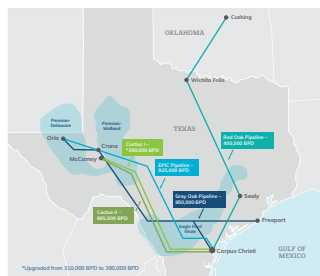 Cushing
OKLAHOMA
Wichita Falls
Permian-
Delaware
Permian-
Midland
Orla
Crane
McCamey
TEXAS
Cactus I –
*390,000 BPD
Red Oak Pipeline –
400,000 BPD
EPIC Pipeline –
925,000 BPD
Gray Oak Pipeline –
950,000 BPD
Cactus II –
685,000 BPD
Sealy
Freeport
Eagle Ford
Shale
Corpus Christi
GULF OF
MEXICO
*Upgraded from 310,000 BPD to 390,000 BPD